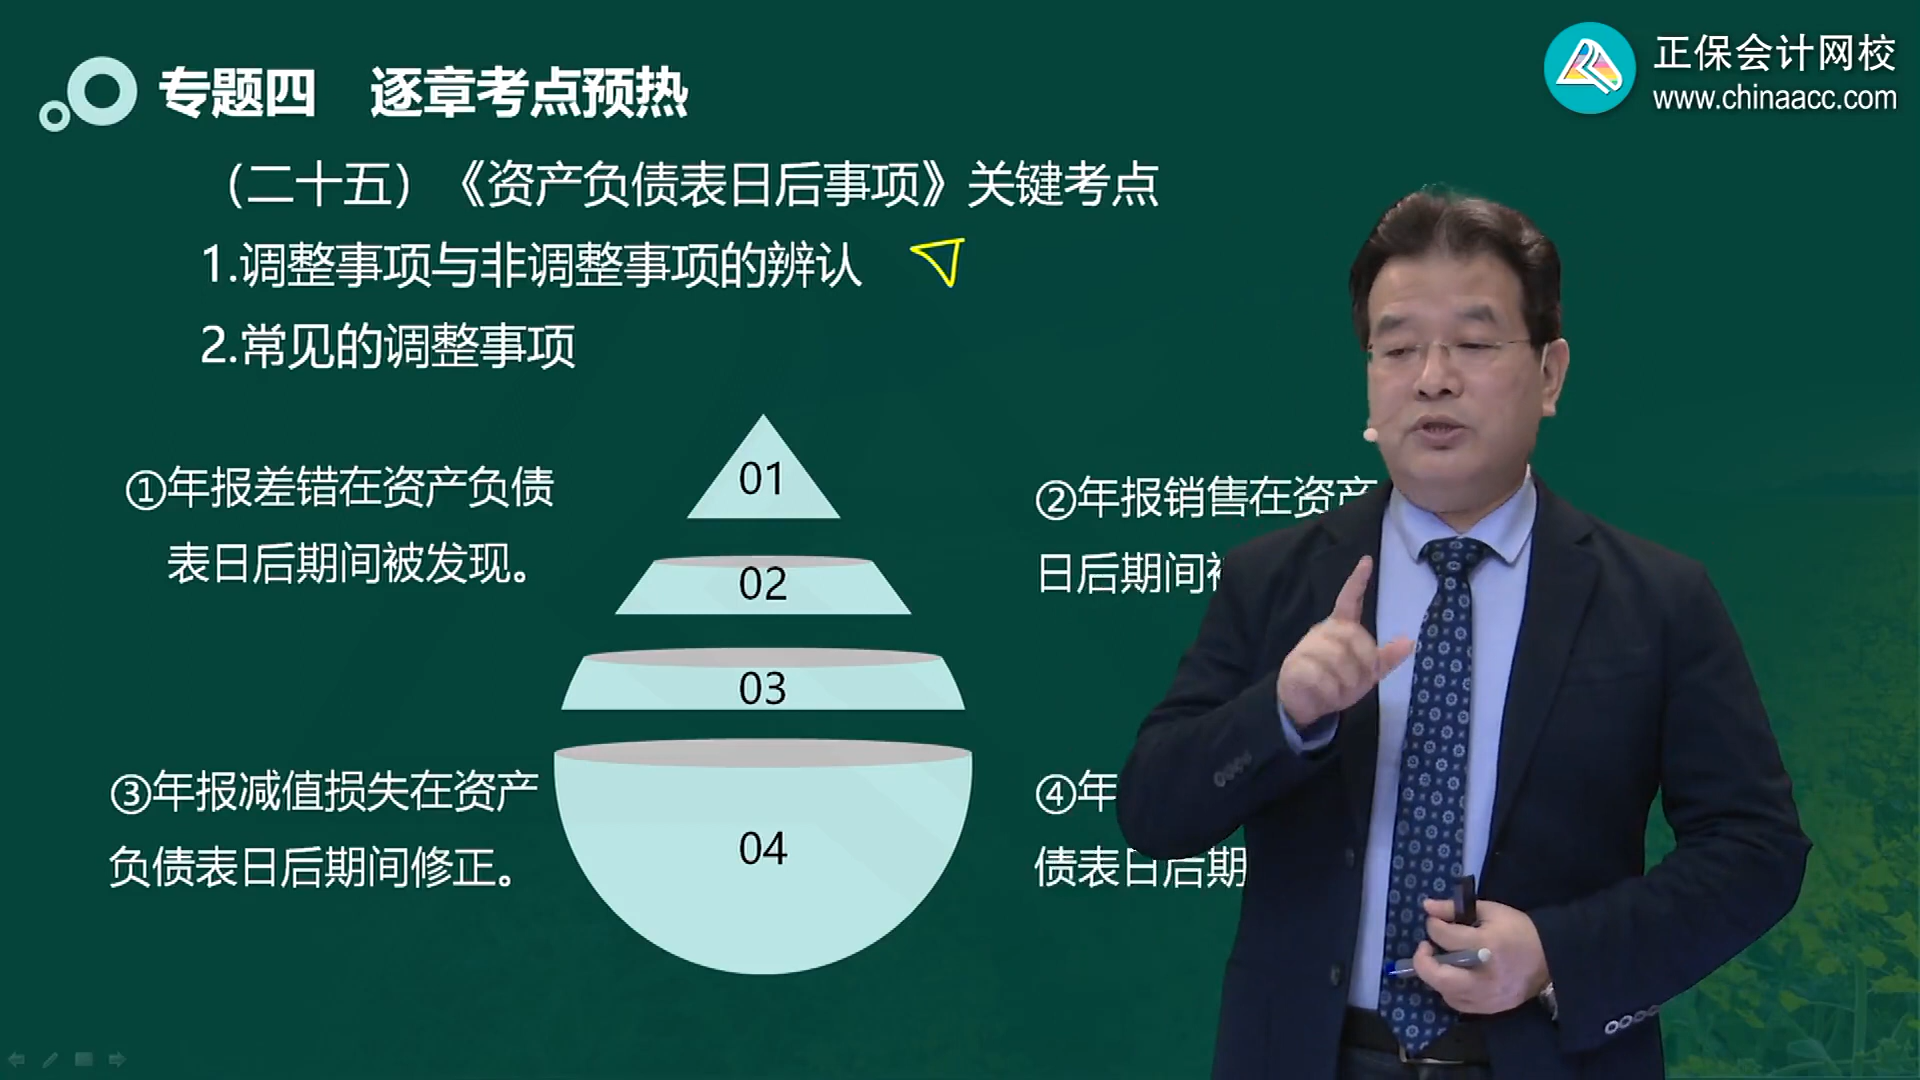 正保会计网校
www.chinaacc.com
专题四 逐章考点预热
（二十五）《资产负债表日后事项》关键考点
1.调整事项与非调整事项的辨认
2.常见的调整事项
①年报差错在资产负债
表日后期间被发现。
01
02
03
04
②年报销售在资产
日后期间
③年报减值损失在资产
负债表日后期间修正。
④年
债表日后期